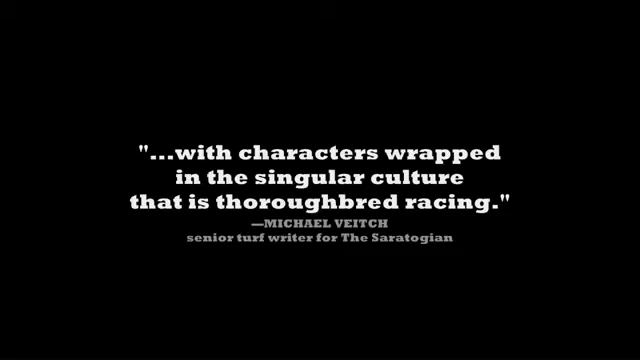 "...with characters wrapped
in the singular culture
that is thoroughbred racing."
—MICHAEL VEITCH
senior turf writer for The Saratogian